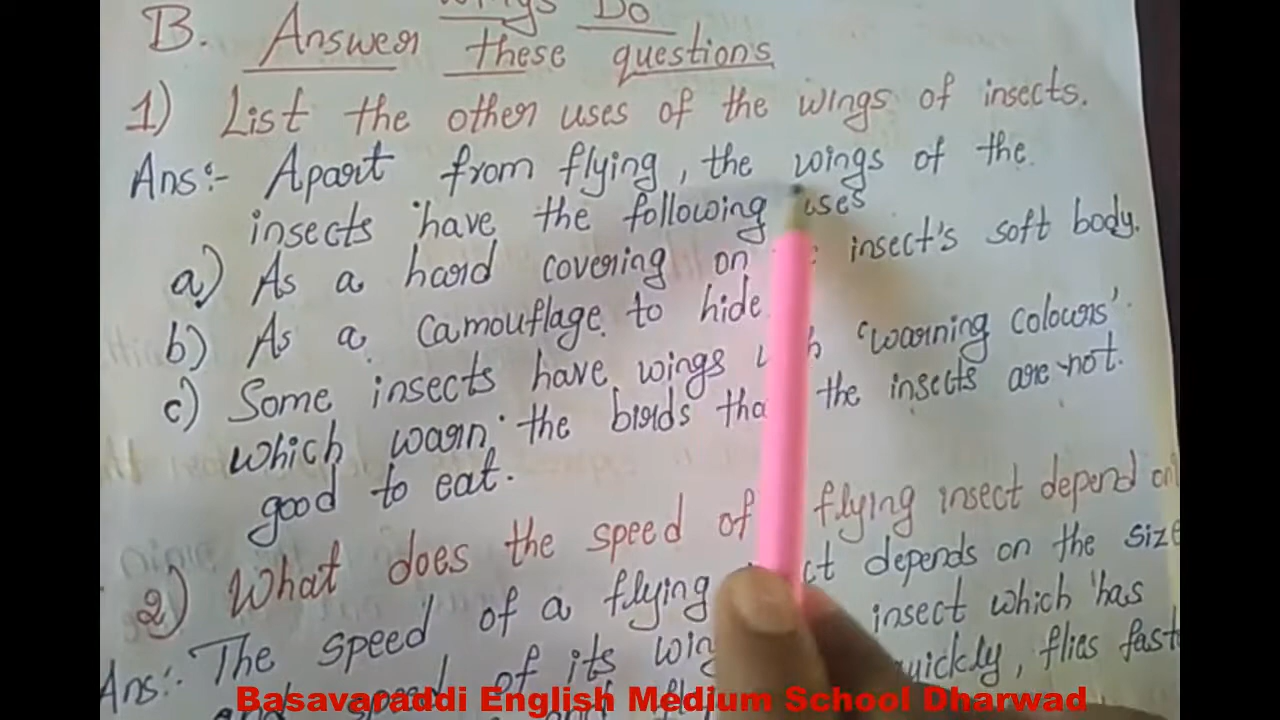 Wings Do
B. Answer these questions
1) List the other uses of the wings of insects.
Ans:- Apart from flying, the wings of the
insects have the following uses
a) As a hard covering on insect's soft body.
b) As a camouflage to hide
c) Some insects have wings 'warning colours'.
which warn the birds the insects are not
good to eat.
2) What does the speed of flying insect depend on
Ans:- The speed of a flying depends on the size
speed of its insect which has
quickly, flies fast
Basavaraddi English Medium School Dharwad